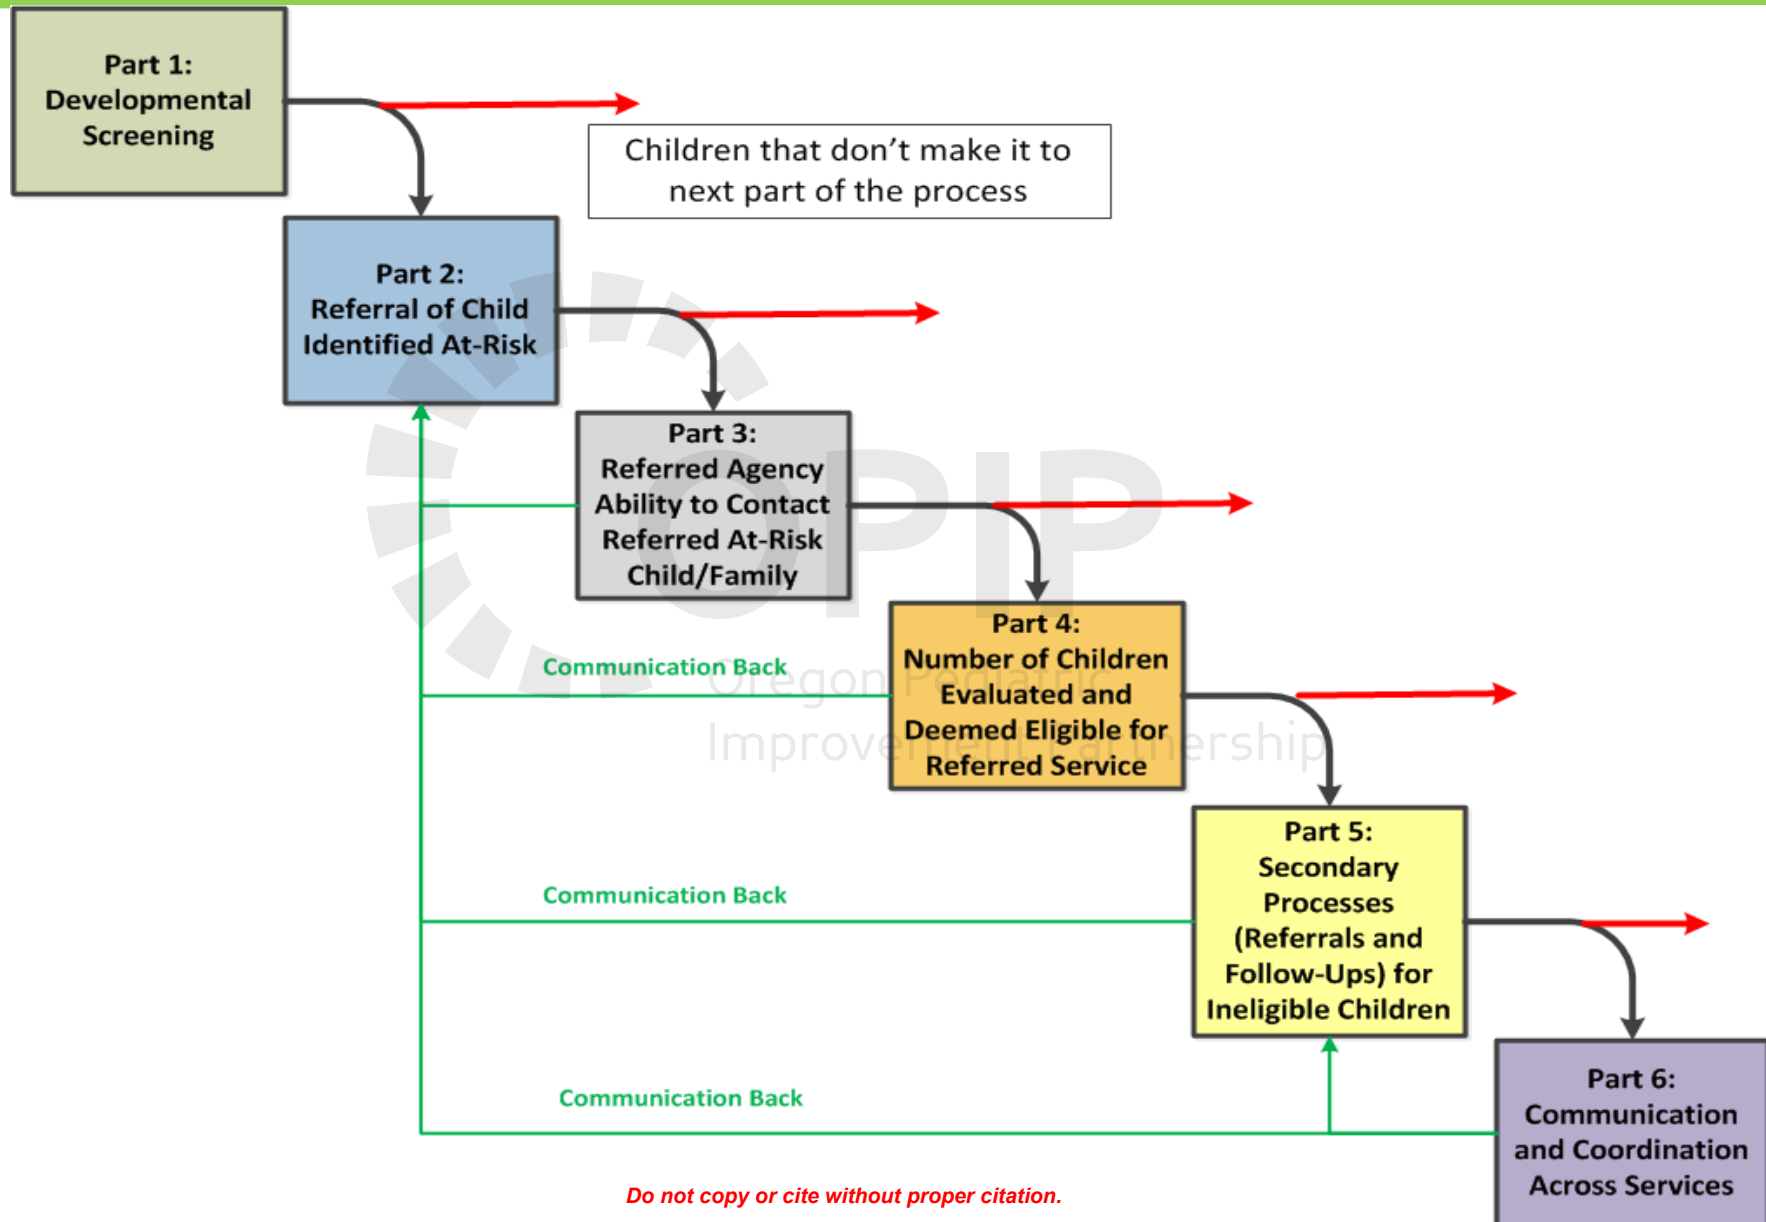 Part 1:
Developmental
Screening
Children that don’t make it to
next part of the process
Part 2:
Referral of Child
Identified At-Risk
Part 3:
Referred Agency
Ability to Contact
Referred At-Risk
Child/Family
OPIP
Oregon Pediatric
Improvement Partnership
Part 4:
Number of Children
Evaluated and
Deemed Eligible for
Referred Service
Communication Back
Part 5:
Secondary
Processes
(Referrals and
Follow-Ups) for
Ineligible Children
Communication Back
Part 6:
Communication
and Coordination
Across Services
Communication Back
Do not copy or cite without proper citation.